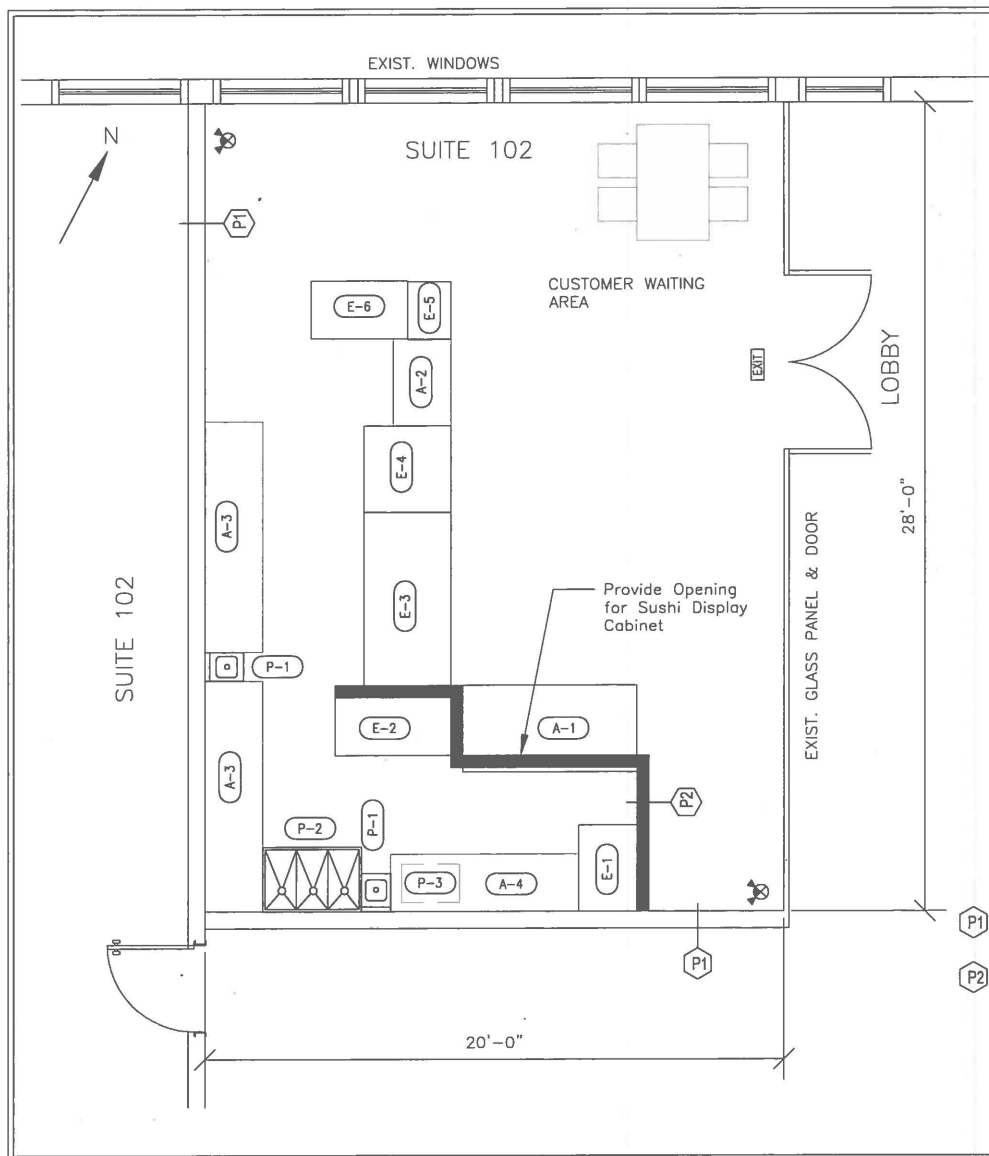 EXIST. WINDOWS
N
SUITE 102
P1
CUSTOMER WAITING
AREA
E-6
E-5
A-2
EXIT
LOBBY
E-4
A-3
28'-0"
EXIST. GLASS PANEL & DOOR
E-3
Provide Opening
for Sushi Display
Cabinet
SUITE 102
P-1
E-2
A-1
A-3
P2
P-2
P-1
E-1
P-3
A-4
P1
P1
P2
20'-0"